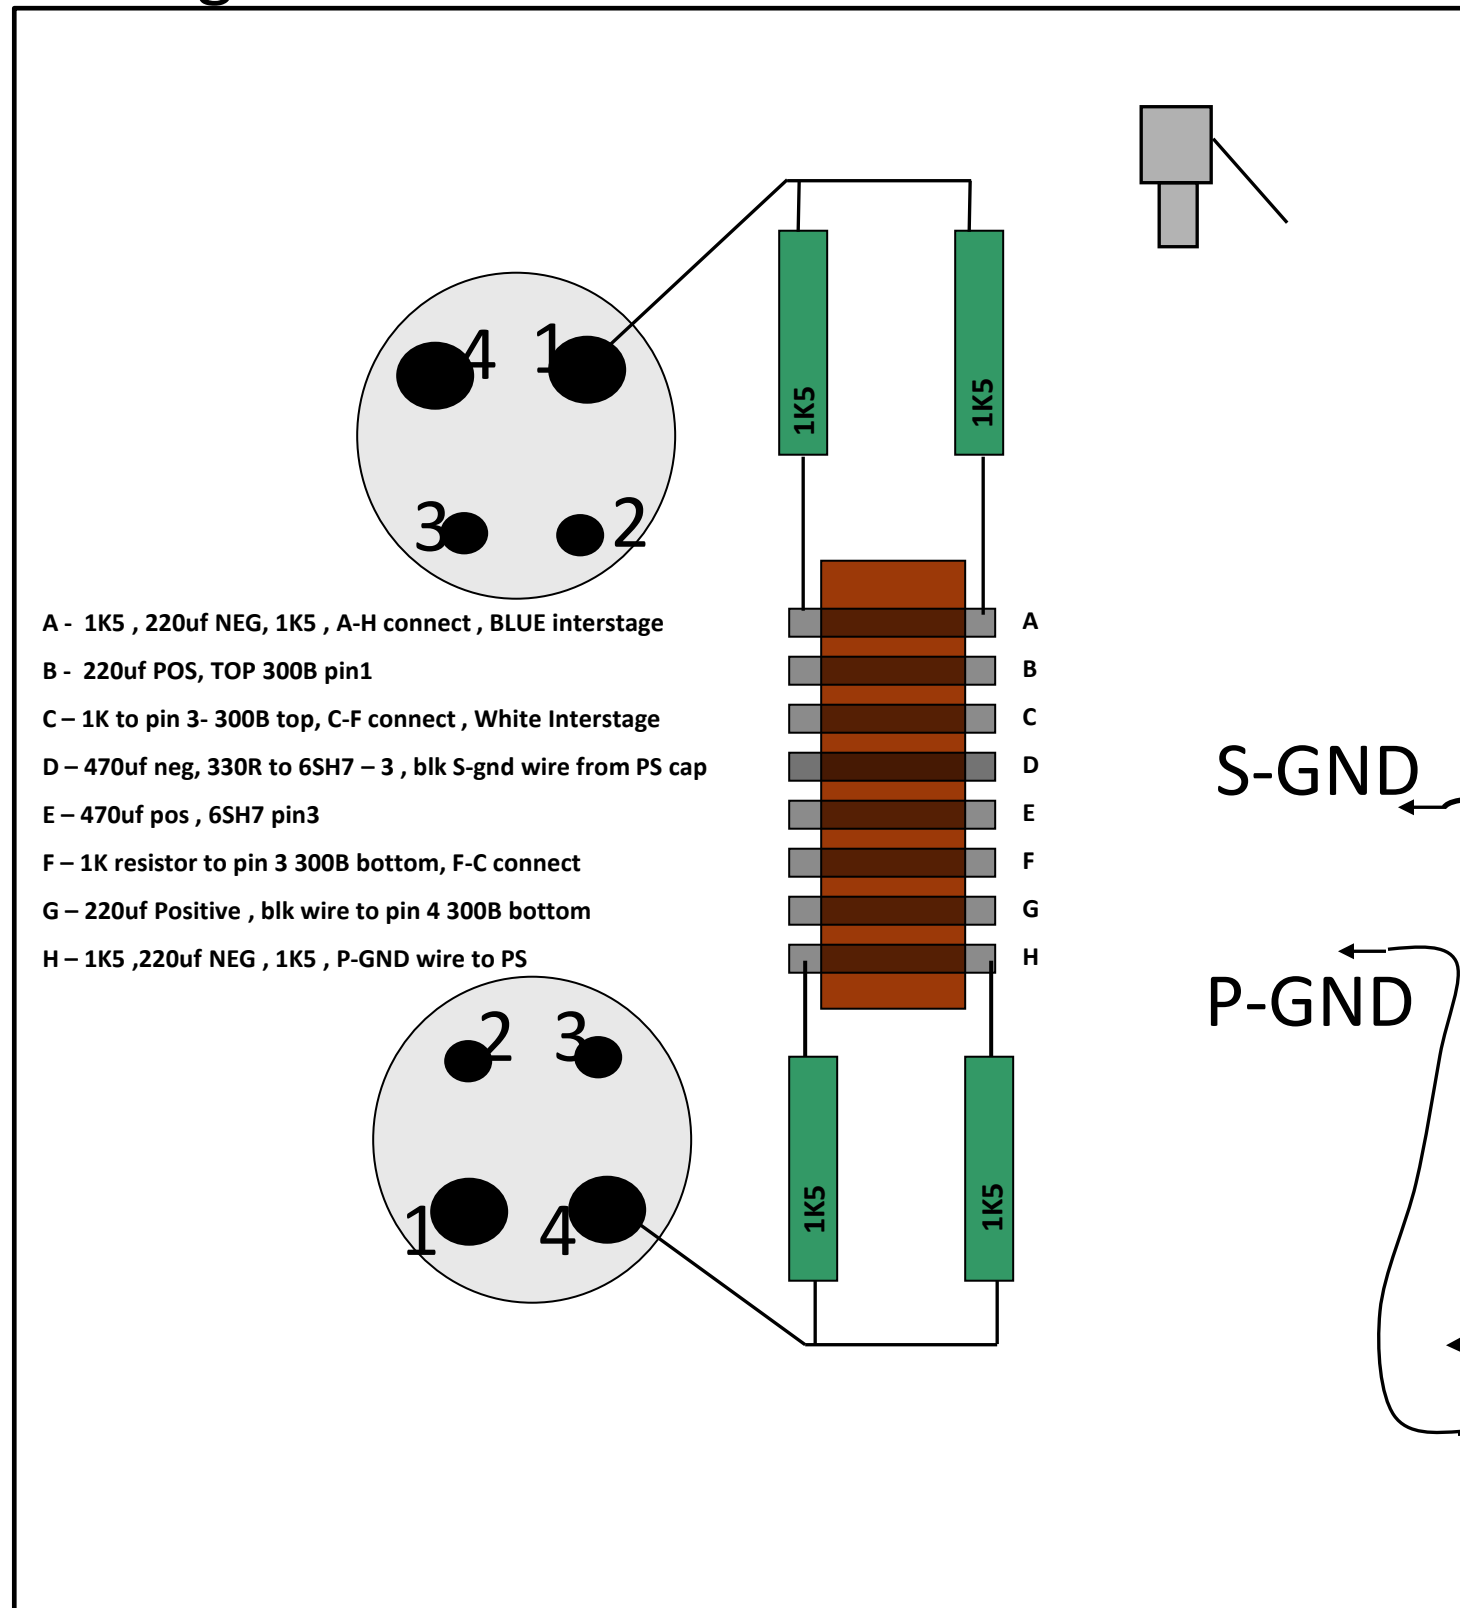 4 1
1K5 1K5
3 2
A - 1K5 , 220uf NEG, 1K5 , A-H connect , BLUE interstage
A
B - 220uf POS, TOP 300B pin1
B
C – 1K to pin 3- 300B top, C-F connect , White Interstage
C
D – 470uf neg, 330R to 6SH7 – 3 , blk S-gnd wire from PS cap
D
S-GND
E – 470uf pos , 6SH7 pin3
E
F – 1K resistor to pin 3 300B bottom, F-C connect
F
G – 220uf Positive , blk wire to pin 4 300B bottom
G
H – 1K5 ,220uf NEG , 1K5 , P-GND wire to PS
H
P-GND
2 3
1K5 1K5
1 4